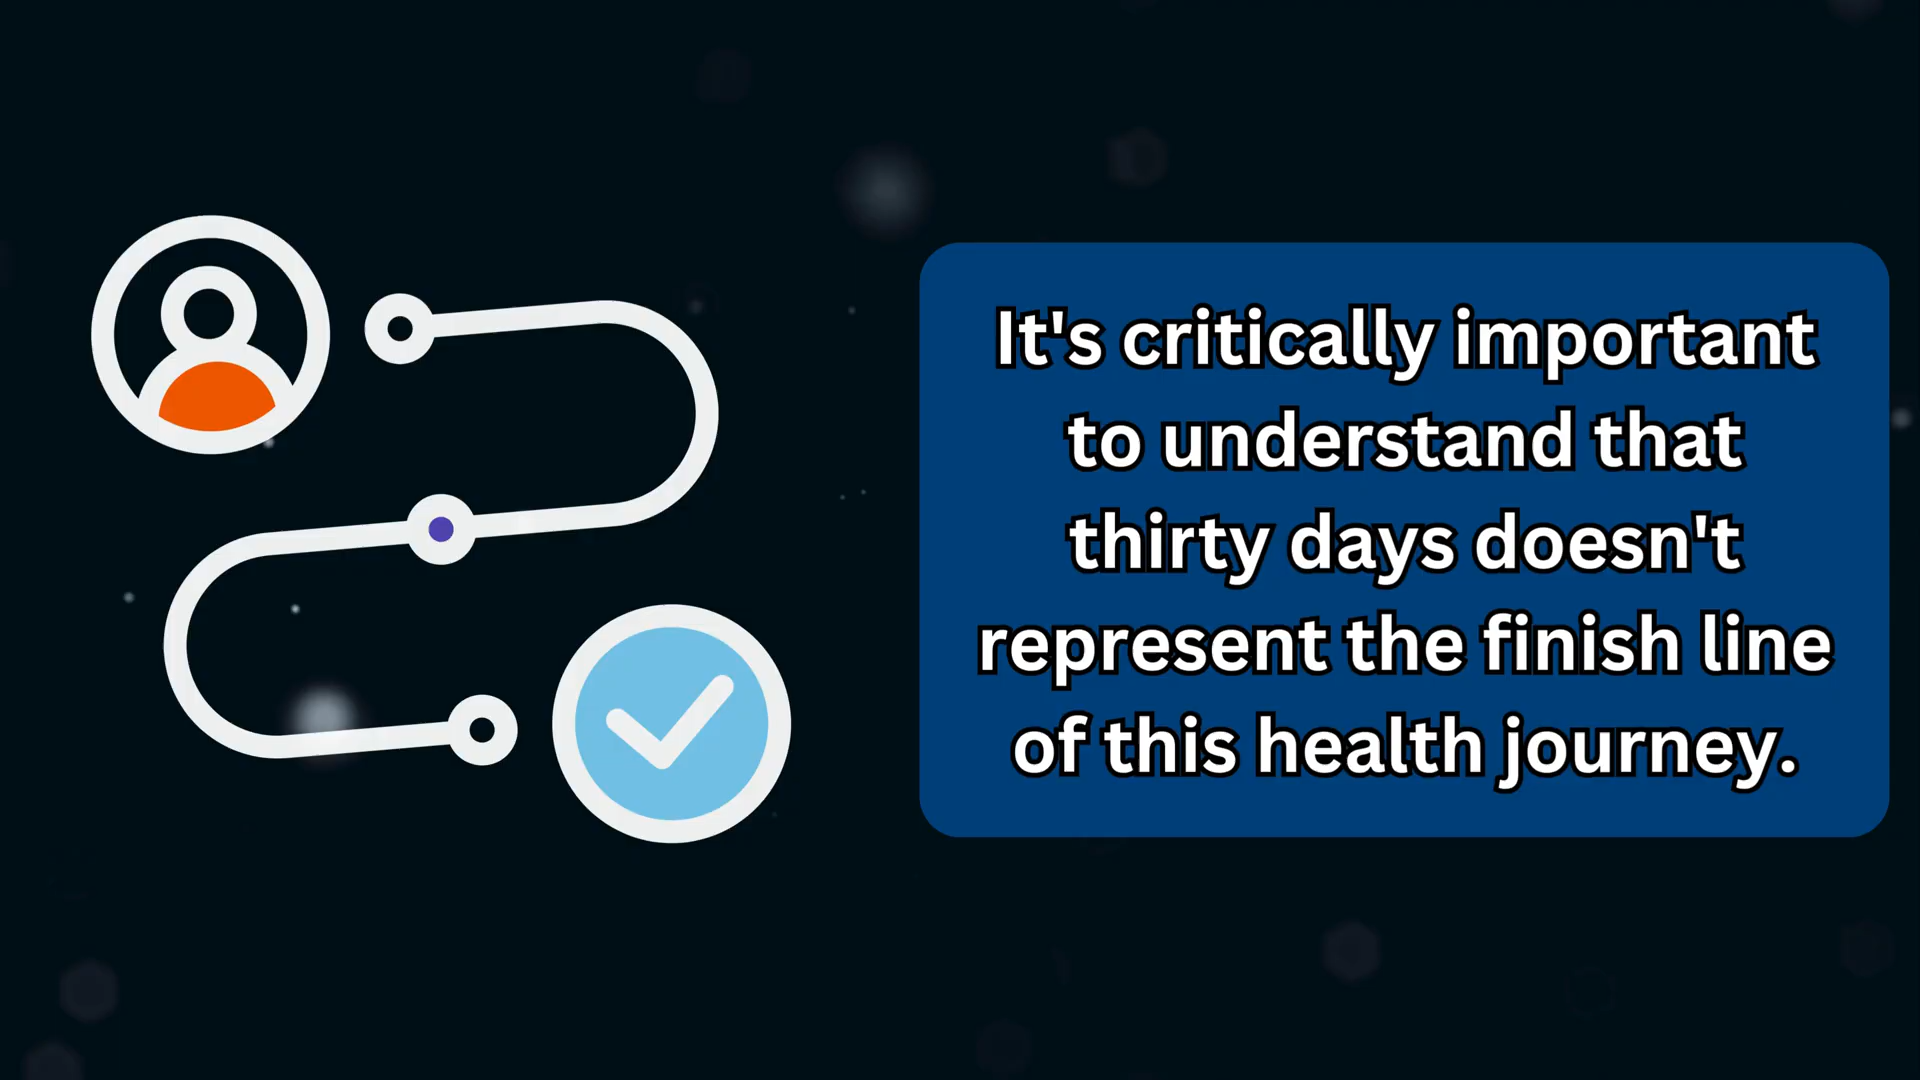 It's critically important
to understand that
thirty days doesn't
represent the finish line
of this health journey.